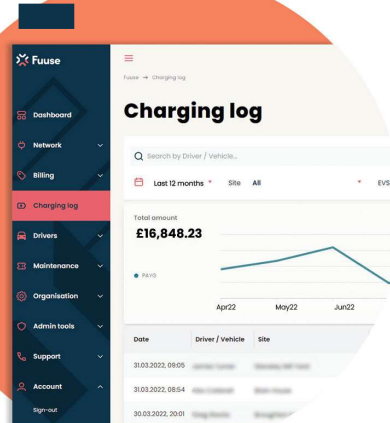 Fuuse
Fuuse → Charging log
Charging log
Dashboard
Network
Billing
Charging log
Drivers
Maintenance
Organisation
Admin tools
Support
Account
Sign-out
Search by Driver / Vehicle...
Last 12 months * Site All * EVS
Total amount
£16,848.23
PAYG
Apr22 May22 Jun22
Date Driver / Vehicle Site
31.03.2022, 09:05
31.03.2022, 08:54
30.03.2022, 20:01